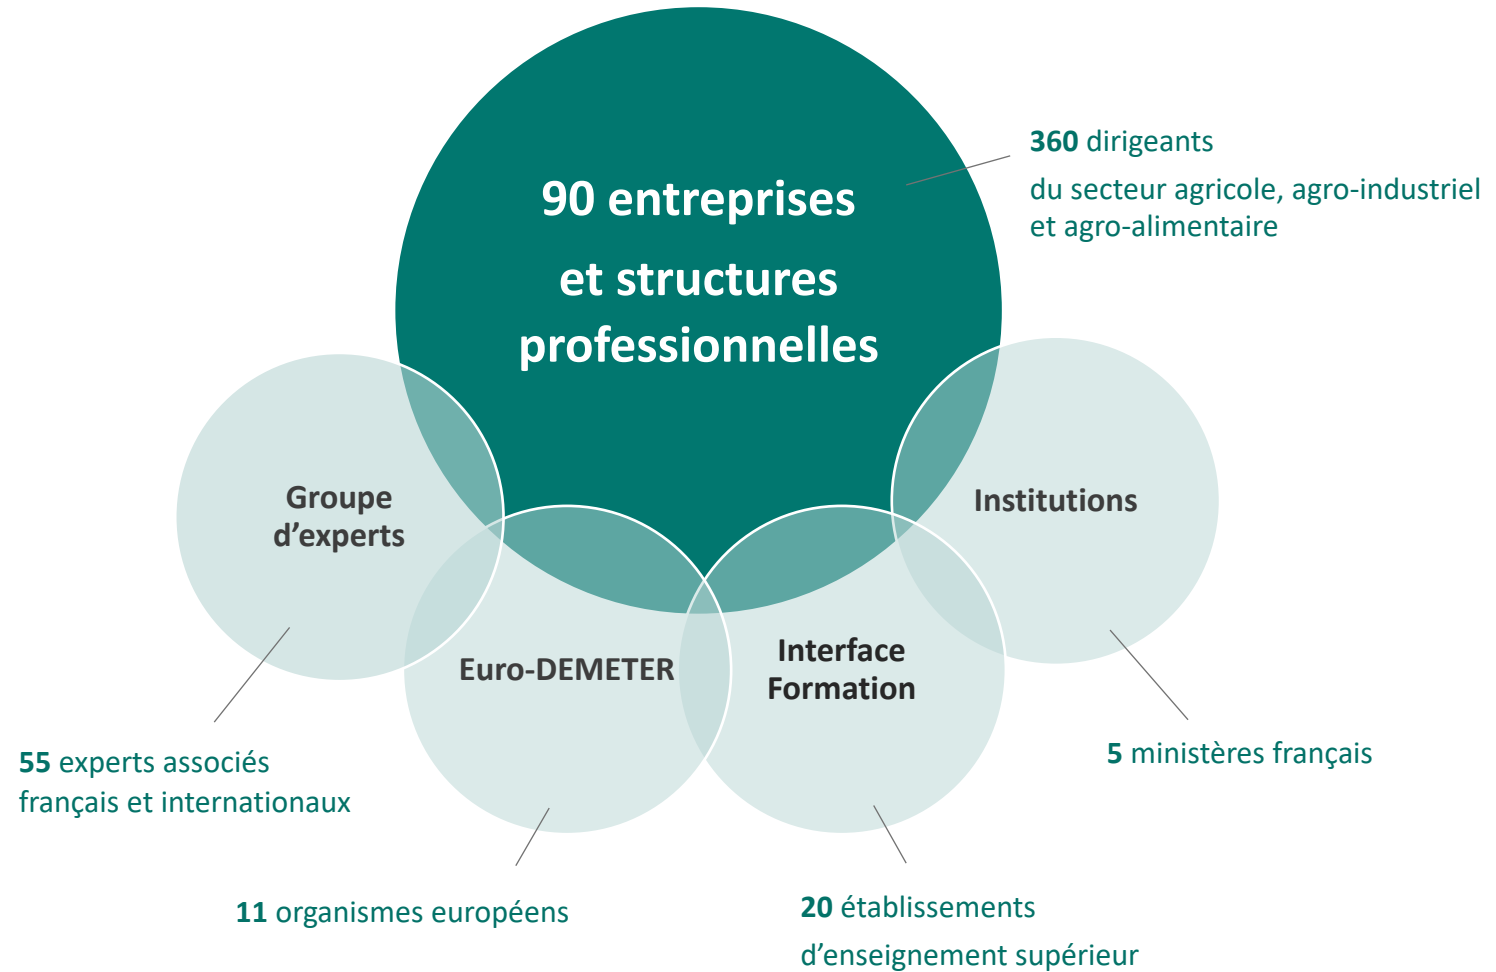 90 entreprises
et structures
professionnelles
360 dirigeants
du secteur agricole, agro-industriel
et agro-alimentaire
Groupe
d’experts
Euro-DEMETER
Interface
Formation
Institutions
55 experts associés
français et internationaux
11 organismes européens
20 établissements
d’enseignement supérieur
5 ministères français